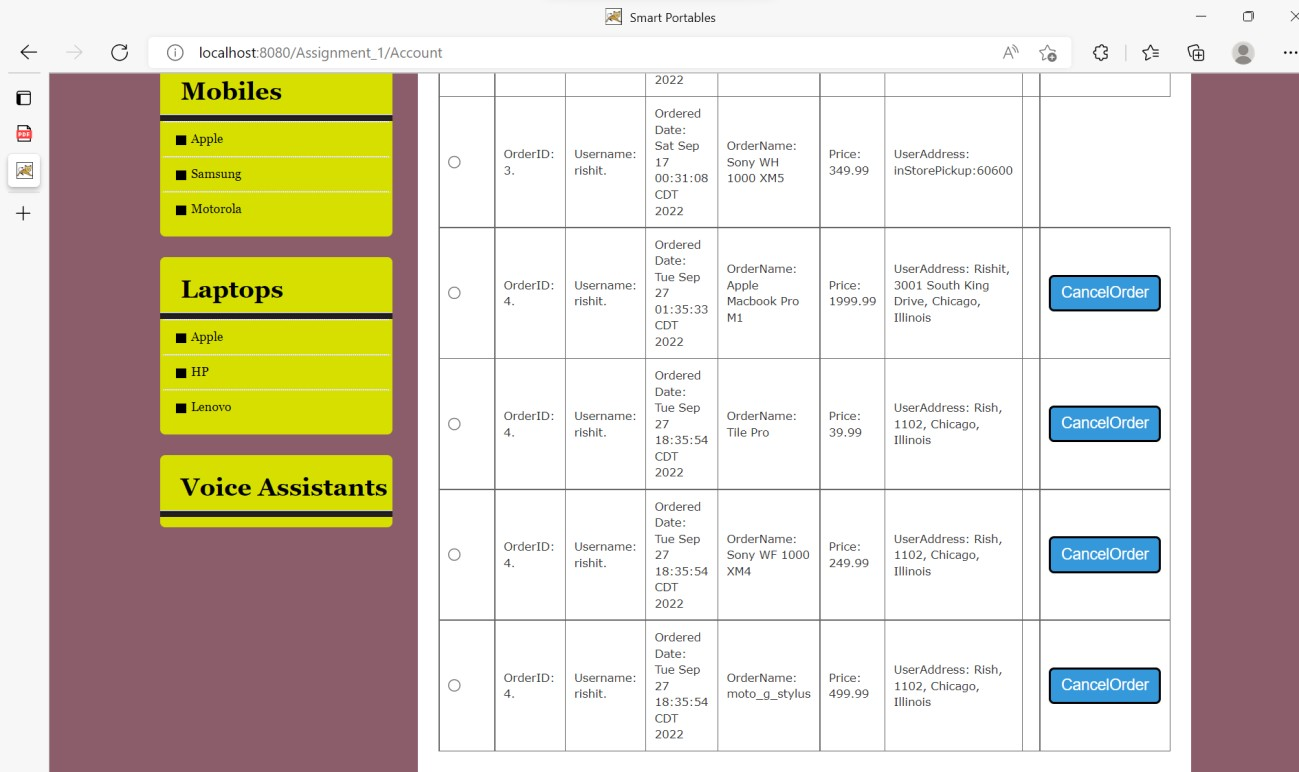 Smart Portables
localhost:8080/Assignment_1/Account
PDF
Mobiles
Apple
Samsung
Motorola
Laptops
Apple
HP
Lenovo
Voice Assistants
2022
OrderID:
3.
Username:
rishit.
Ordered
Date:
Sat Sep
17
00:31:08
CDT
2022
OrderName:
Sony WH
1000 XM5
Price:
349.99
UserAddress:
inStorePickup:60600
OrderID:
4.
Username:
rishit.
Ordered
Date:
Tue Sep
27
01:35:33
CDT
2022
OrderName:
Apple
Macbook Pro
M1
Price:
1999.99
UserAddress: Rishit,
3001 South King
Drive, Chicago,
Illinois
CancelOrder
OrderID:
4.
Username:
rishit.
Ordered
Date:
Tue Sep
27
18:35:54
CDT
2022
OrderName:
Tile Pro
Price:
39.99
UserAddress: Rish,
1102, Chicago,
Illinois
CancelOrder
OrderID:
4.
Username:
rishit.
Ordered
Date:
Tue Sep
27
18:35:54
CDT
2022
OrderName:
Sony WF 1000
XM4
Price:
249.99
UserAddress: Rish,
1102, Chicago,
Illinois
CancelOrder
OrderID:
4.
Username:
rishit.
Ordered
Date:
Tue Sep
27
18:35:54
CDT
2022
OrderName:
moto_g_stylus
Price:
499.99
UserAddress: Rish,
1102, Chicago,
Illinois
CancelOrder